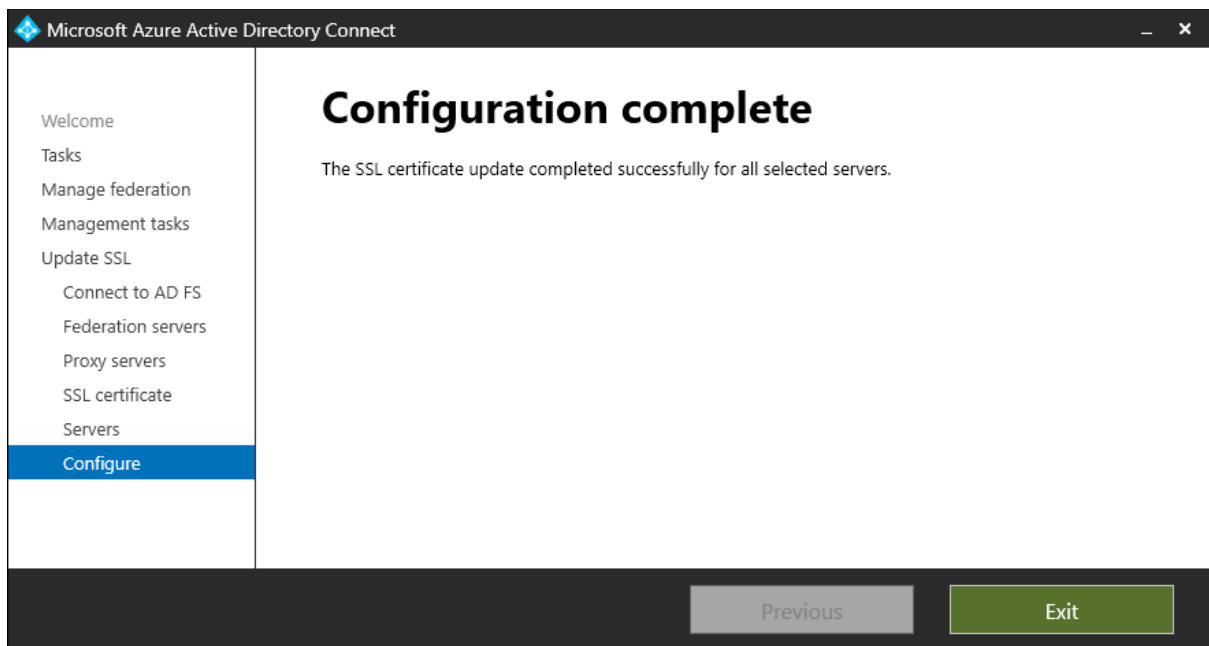 Microsoft Azure Active Directory Connect
Welcome
Tasks
Manage federation
Management tasks
Update SSL
Connect to AD FS
Federation servers
Proxy servers
SSL certificate
Servers
Configure
Configuration complete
The SSL certificate update completed successfully for all selected servers.
Previous
Exit